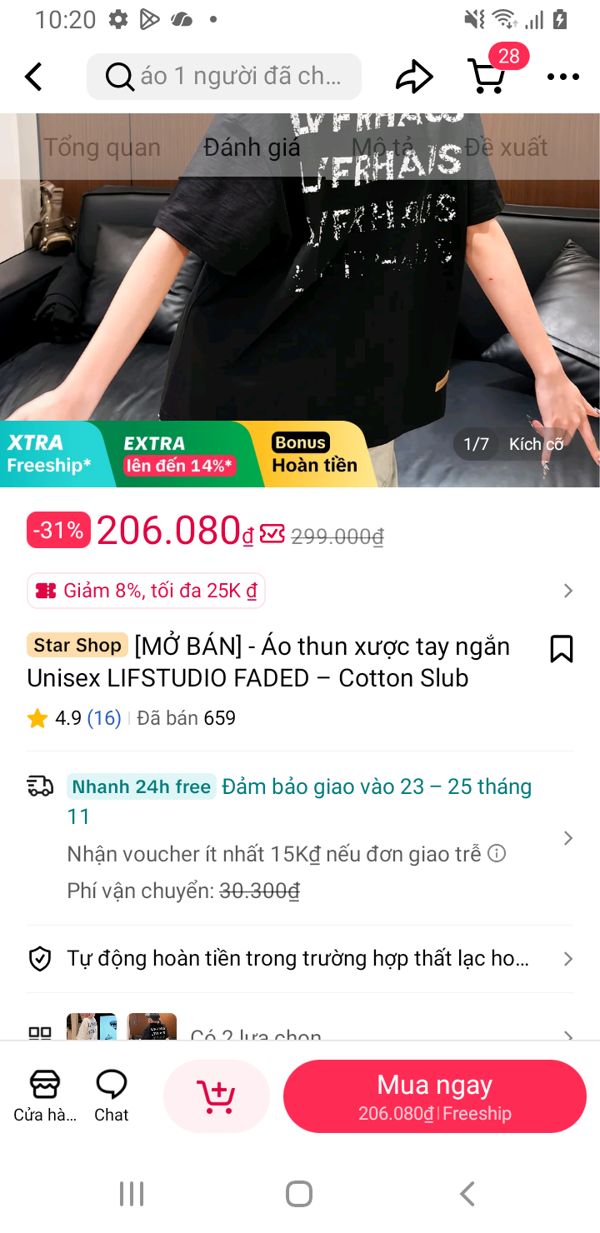 10:20
28
áo 1 người đã ch...
Tổng quan Đánh giá Mô tả Đề xuất
XTRA
Freeship*
EXTRA
lên đến 14%*
Bonus
Hoàn tiền
1/7 Kích cỡ
-31% 206.080₫ 299.000₫
Giảm 8%, tối đa 25K ₫
Star Shop [MỞ BÁN] - Áo thun xược tay ngắn
Unisex LIFSTUDIO FADED – Cotton Slub
4.9 (16) Đã bán 659
Nhanh 24h free Đảm bảo giao vào 23 – 25 tháng
11
Nhận voucher ít nhất 15K₫ nếu đơn giao trễ
Phí vận chuyển: 30.300₫
Tự động hoàn tiền trong trường hợp thất lạc ho...
Có 2 lựa chọn
Cửa hà...
Chat
Mua ngay
206.080₫ | Freeship